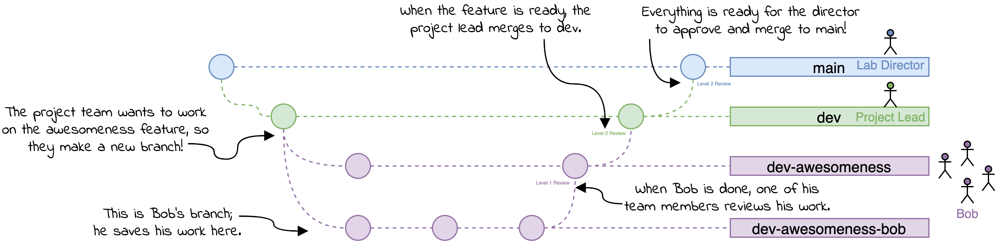 When the feature is ready, the
project lead merges to dev.
Everything is ready for the director
to approve and merge to main!
main
Lab Director
Level 2 Review
The project team wants to work
on the awesomeness feature, so
they make a new branch!
dev
Project Lead
Level 2 Review
dev-awesomeness
Level 1 Review
When Bob is done, one of his
team members reviews his work.
Bob
This is Bob's branch;
he saves his work here.
dev-awesomeness-bob